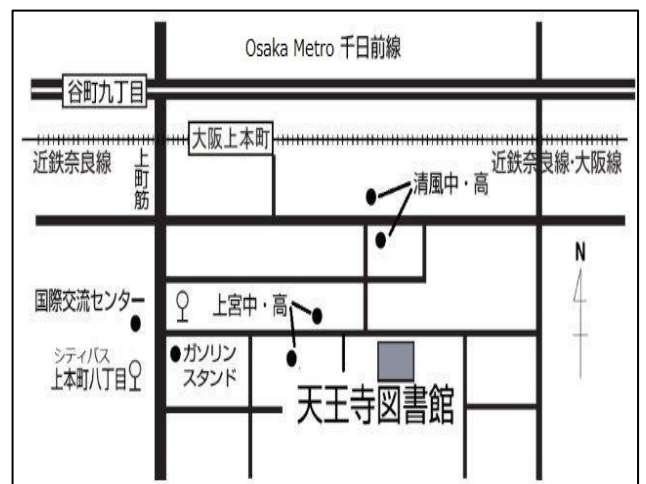 Osaka Metro 千日前線
谷町九丁目
大阪上本町
近鉄奈良線
上町筋
近鉄奈良線・大阪線
清風中・高
N
国際交流センター
上宮中・高
シティバス
上本町八丁目
ガソリン
スタンド
天王寺図書館